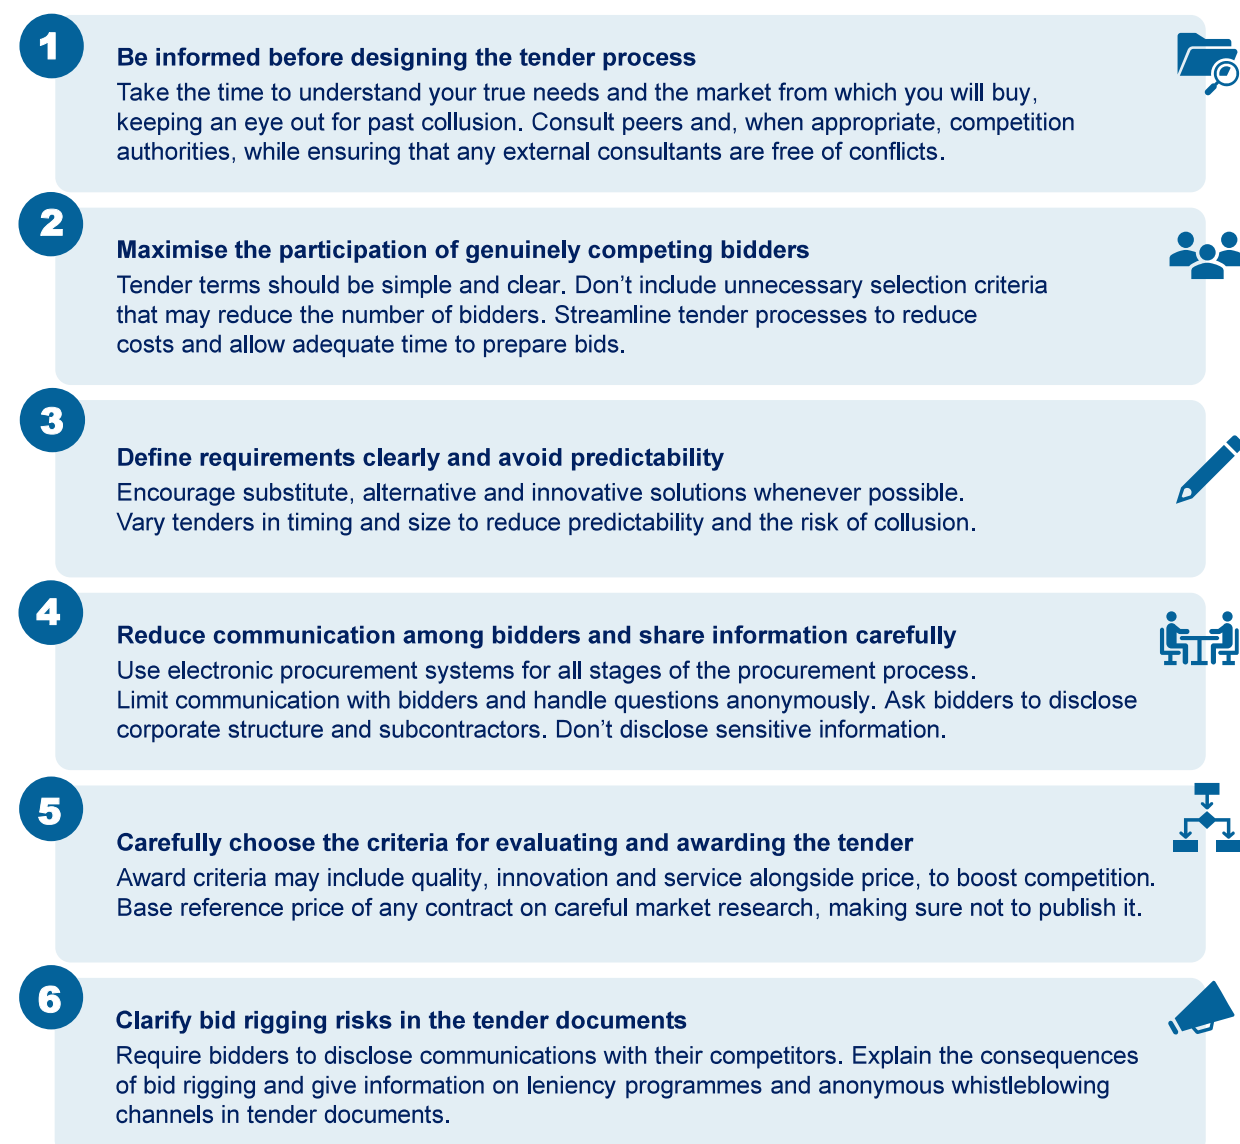 1
Be informed before designing the tender process
Take the time to understand your true needs and the market from which you will buy,
keeping an eye out for past collusion. Consult peers and, when appropriate, competition
authorities, while ensuring that any external consultants are free of conflicts.
2
Maximise the participation of genuinely competing bidders
Tender terms should be simple and clear. Don’t include unnecessary selection criteria
that may reduce the number of bidders. Streamline tender processes to reduce
costs and allow adequate time to prepare bids.
3
Define requirements clearly and avoid predictability
Encourage substitute, alternative and innovative solutions whenever possible.
Vary tenders in timing and size to reduce predictability and the risk of collusion.
4
Reduce communication among bidders and share information carefully
Use electronic procurement systems for all stages of the procurement process.
Limit communication with bidders and handle questions anonymously. Ask bidders to disclose
corporate structure and subcontractors. Don’t disclose sensitive information.
5
Carefully choose the criteria for evaluating and awarding the tender
Award criteria may include quality, innovation and service alongside price, to boost competition.
Base reference price of any contract on careful market research, making sure not to publish it.
6
Clarify bid rigging risks in the tender documents
Require bidders to disclose communications with their competitors. Explain the consequences
of bid rigging and give information on leniency programmes and anonymous whistleblowing
channels in tender documents.